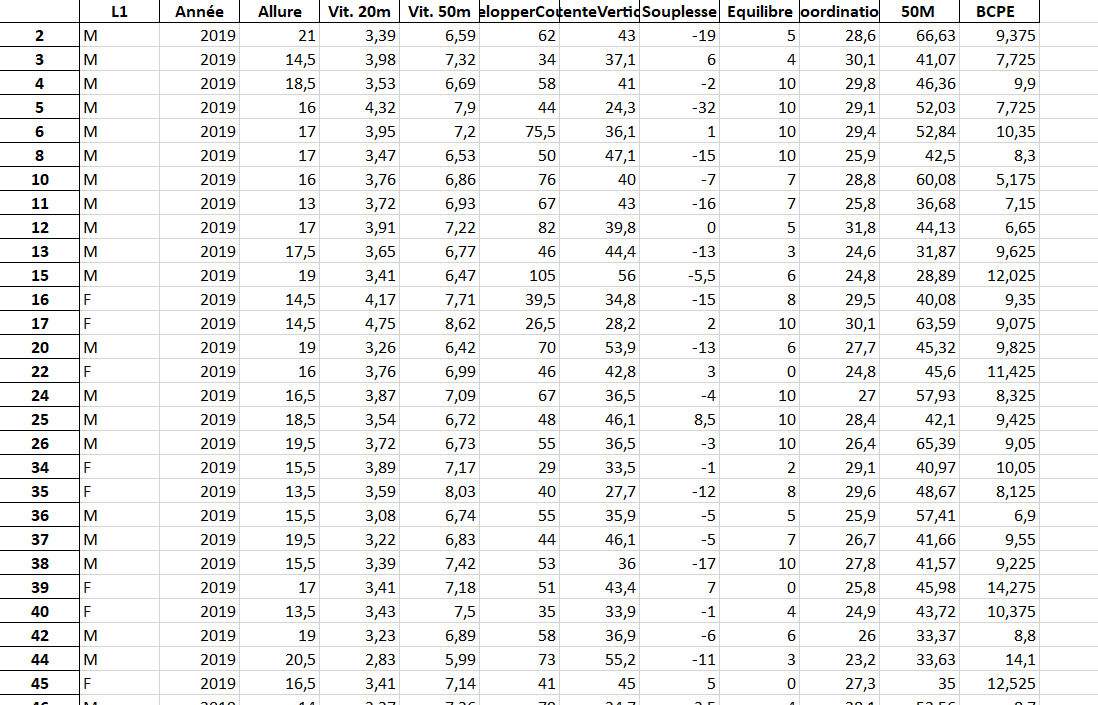 L1 Année Allure Vit. 20m Vit. 50m elopperCou tenteVertic Souplesse Equilibre oordinatio 50M BCPE
2 M 2019 21 3,39 6,59 62 43 -19 5 28,6 66,63 9,375
3 M 2019 14,5 3,98 7,32 34 37,1 6 4 30,1 41,07 7,725
4 M 2019 18,5 3,53 6,69 58 41 -2 10 29,8 46,36 9,9
5 M 2019 16 4,32 7,9 44 24,3 -32 10 29,1 52,03 7,725
6 M 2019 17 3,95 7,2 75,5 36,1 1 10 29,4 52,84 10,35
8 M 2019 17 3,47 6,53 50 47,1 -15 10 25,9 42,5 8,3
10 M 2019 16 3,76 6,86 76 40 -7 7 28,8 60,08 5,175
11 M 2019 13 3,72 6,93 67 43 -16 7 25,8 36,68 7,15
12 M 2019 17 3,91 7,22 82 39,8 0 5 31,8 44,13 6,65
13 M 2019 17,5 3,65 6,77 46 44,4 -13 3 24,6 31,87 9,625
15 M 2019 19 3,41 6,47 105 56 -5,5 6 24,8 28,89 12,025
16 F 2019 14,5 4,17 7,71 39,5 34,8 -15 8 29,5 40,08 9,35
17 F 2019 14,5 4,75 8,62 26,5 28,2 2 10 30,1 63,59 9,075
20 M 2019 19 3,26 6,42 70 53,9 -13 6 27,7 45,32 9,825
22 F 2019 16 3,76 6,99 46 42,8 3 0 24,8 45,6 11,425
24 M 2019 16,5 3,87 7,09 67 36,5 -4 10 27 57,93 8,325
25 M 2019 18,5 3,54 6,72 48 46,1 8,5 10 28,4 42,1 9,425
26 M 2019 19,5 3,72 6,73 55 36,5 -3 10 26,4 65,39 9,05
34 F 2019 15,5 3,89 7,17 29 33,5 -1 2 29,1 40,97 10,05
35 F 2019 13,5 3,59 8,03 40 27,7 -12 8 29,6 48,67 8,125
36 M 2019 15,5 3,08 6,74 55 35,9 -5 5 25,9 57,41 6,9
37 M 2019 19,5 3,22 6,83 44 46,1 -5 7 26,7 41,66 9,55
38 M 2019 15,5 3,39 7,42 53 36 -17 10 27,8 41,57 9,225
39 F 2019 17 3,41 7,18 51 43,4 7 0 25,8 45,98 14,275
40 F 2019 13,5 3,43 7,5 35 33,9 -1 4 24,9 43,72 10,375
42 M 2019 19 3,23 6,89 58 36,9 -6 6 26 33,37 8,8
44 M 2019 20,5 2,83 5,99 73 55,2 -11 3 23,2 33,63 14,1
45 F 2019 16,5 3,41 7,14 41 45 5 0 27,3 35 12,525